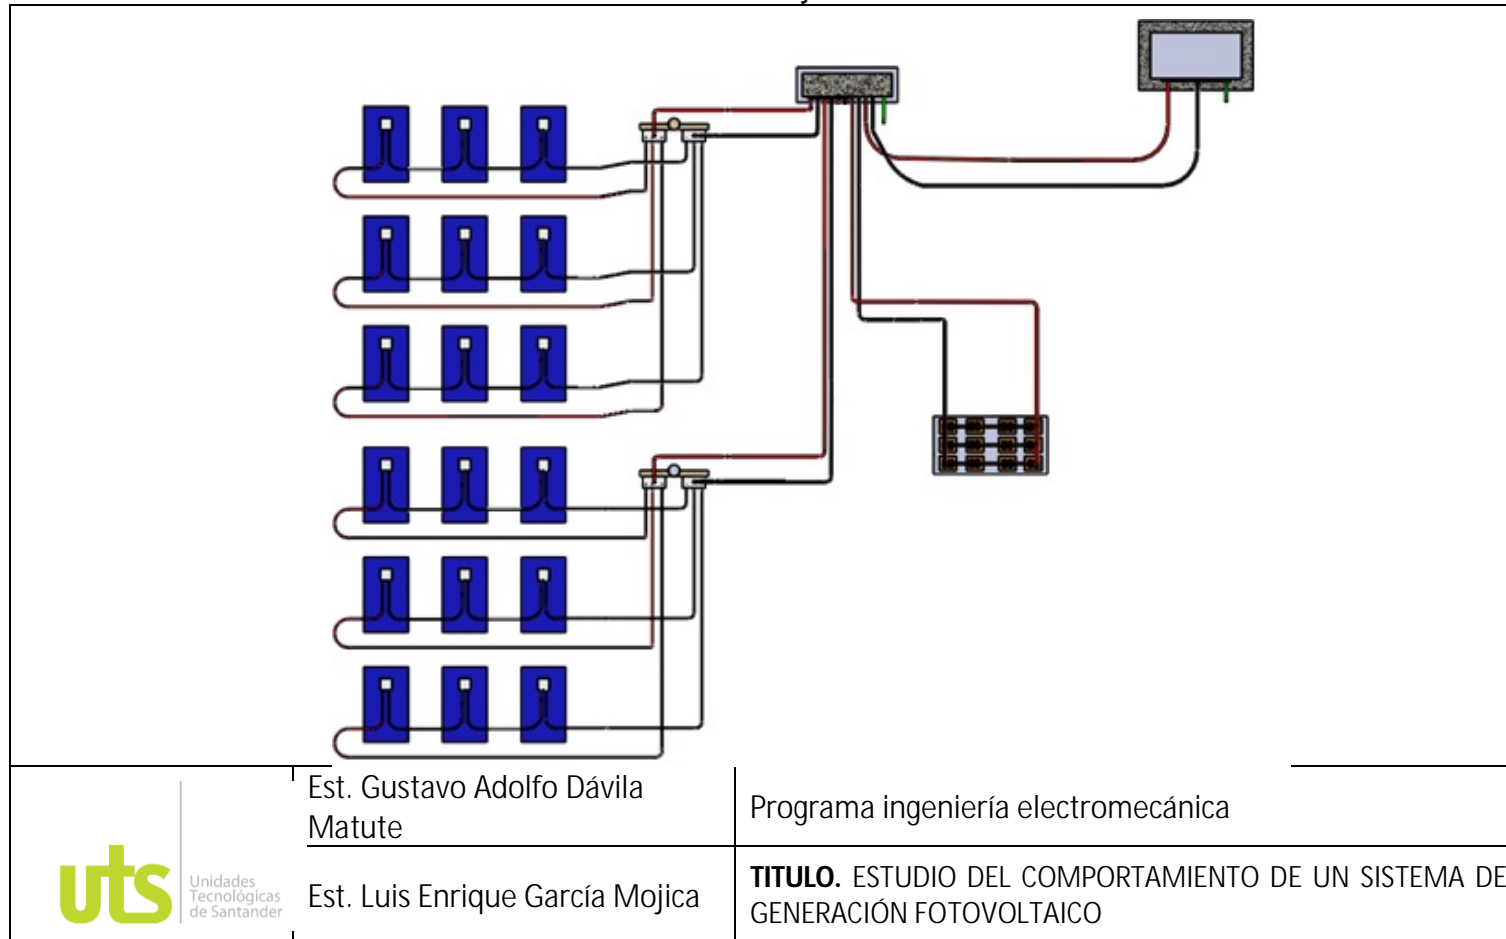 Est. Gustavo Adolfo Dávila
Matute
Programa ingeniería electromecánica
uts
Unidades
Tecnológicas
de Santander
Est. Luis Enrique García Mojica
TITULO. ESTUDIO DEL COMPORTAMIENTO DE UN SISTEMA DE
GENERACIÓN FOTOVOLTAICO